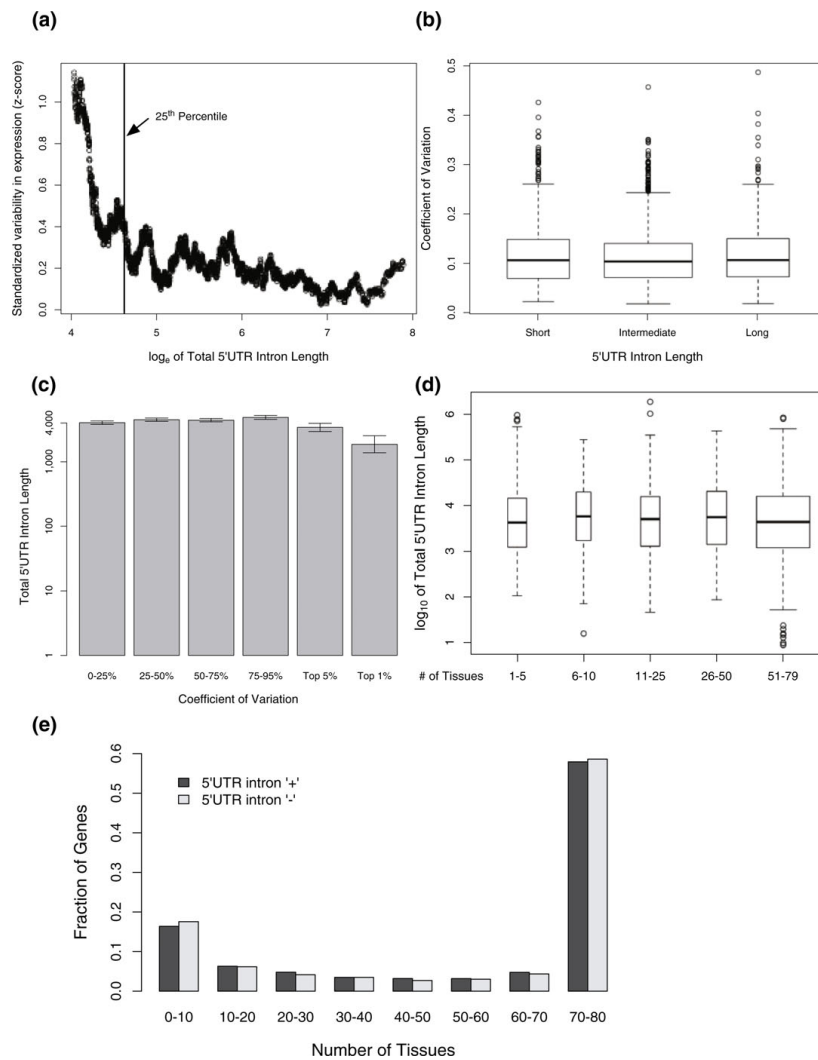 (a)
Standardized variability in expression (z-score)
1.0
0.8
0.6
0.4
0.2
0.0
25th Percentile
4
5
6
7
8
loge of Total 5'UTR Intron Length
(b)
Coefficient of Variation
0.5
0.4
0.3
0.2
0.1
0.0
Short
Intermediate
Long
5'UTR Intron Length
(c)
Total 5'UTR Intron Length
4,000
1,000
100
10
1
0-25%
25-50%
50-75%
75-95%
Top 5%
Top 1%
Coefficient of Variation
(d)
log10 of Total 5'UTR Intron Length
6
5
4
3
2
1
# of Tissues
1-5
6-10
11-25
26-50
51-79
(e)
Fraction of Genes
0.6
0.5
0.4
0.3
0.2
0.1
0.0
5'UTR intron '+'
5'UTR intron '-'
0-10
10-20
20-30
30-40
40-50
50-60
60-70
70-80
Number of Tissues